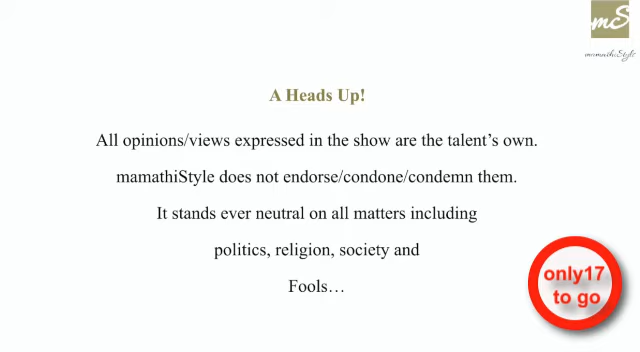 mS
mamathiStyle
A Heads Up!
All opinions/views expressed in the show are the talent's own.
mamathiStyle does not endorse/condone/condemn them.
It stands ever neutral on all matters including
politics, religion, society and
Fools…
only17
to go